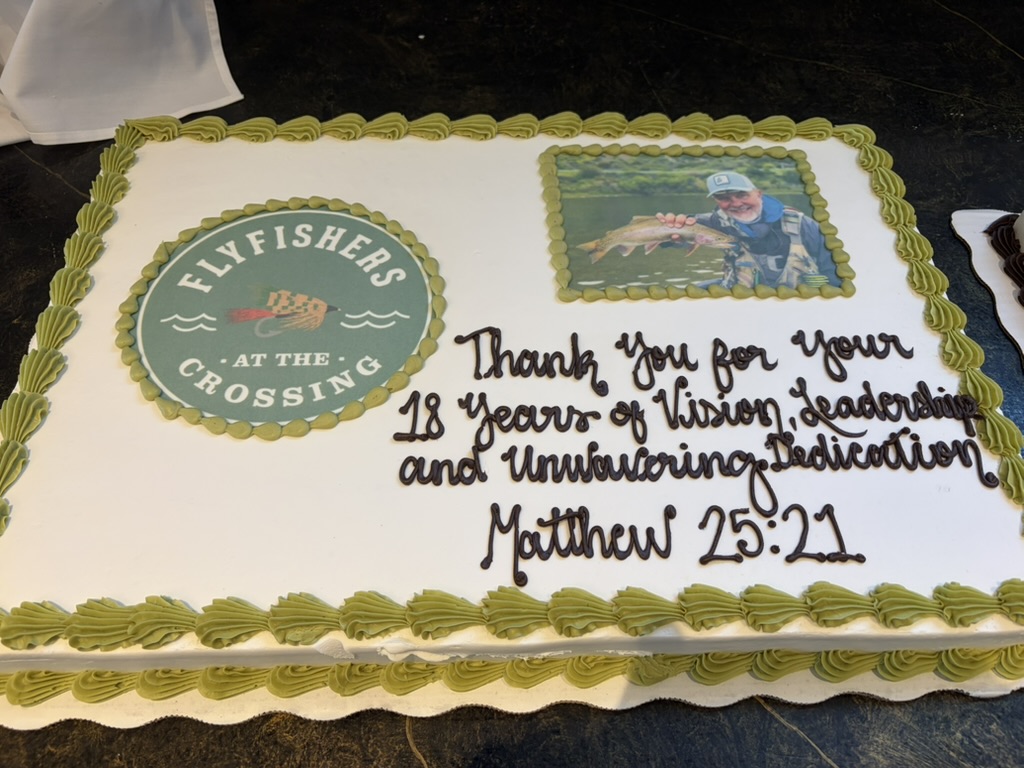 FLYFISHERS
· AT THE ·
CROSSING
Thank You for Your
18 Years of Vision, Leadership
and Unwavering Dedication
Matthew 25:21